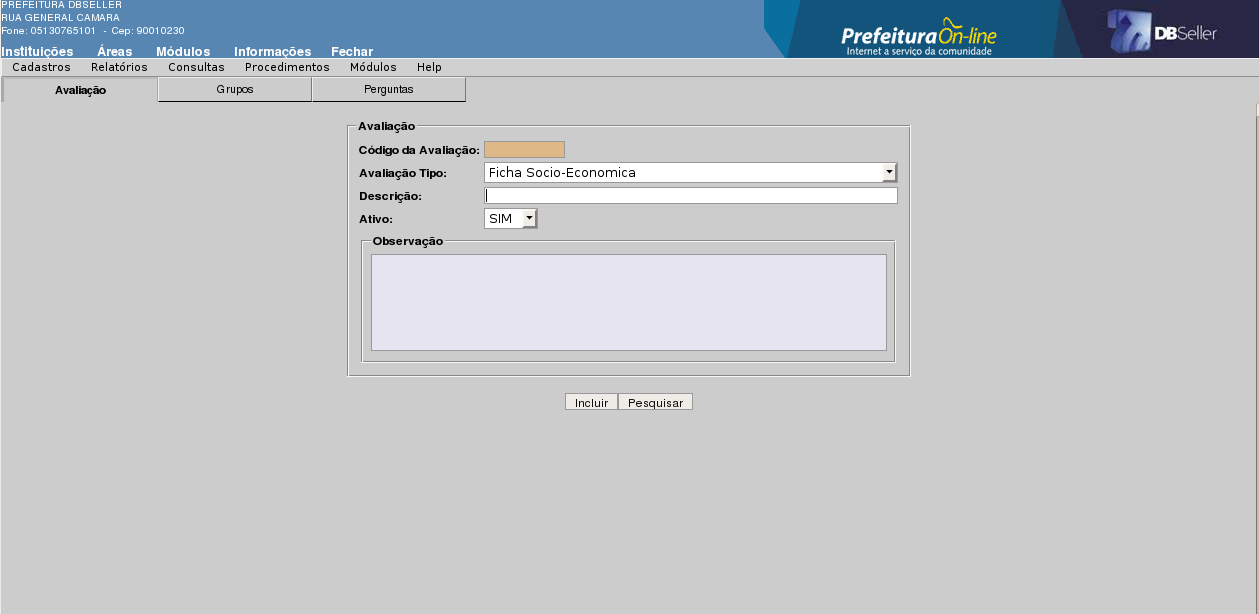 PREFEITURA DBSELLER
RUA GENERAL CAMARA
Fone: 05130765101 - Cep: 90010230
Prefeitura On-line
Internet a serviço da comunidade
DBSeller
Instituições Áreas Módulos Informações Fechar
Cadastros Relatórios Consultas Procedimentos Módulos Help
Avaliação Grupos Perguntas
Avaliação
Código da Avaliação:
Avaliação Tipo: Ficha Socio-Economica
Descrição:
Ativo: SIM
Observação
Incluir Pesquisar